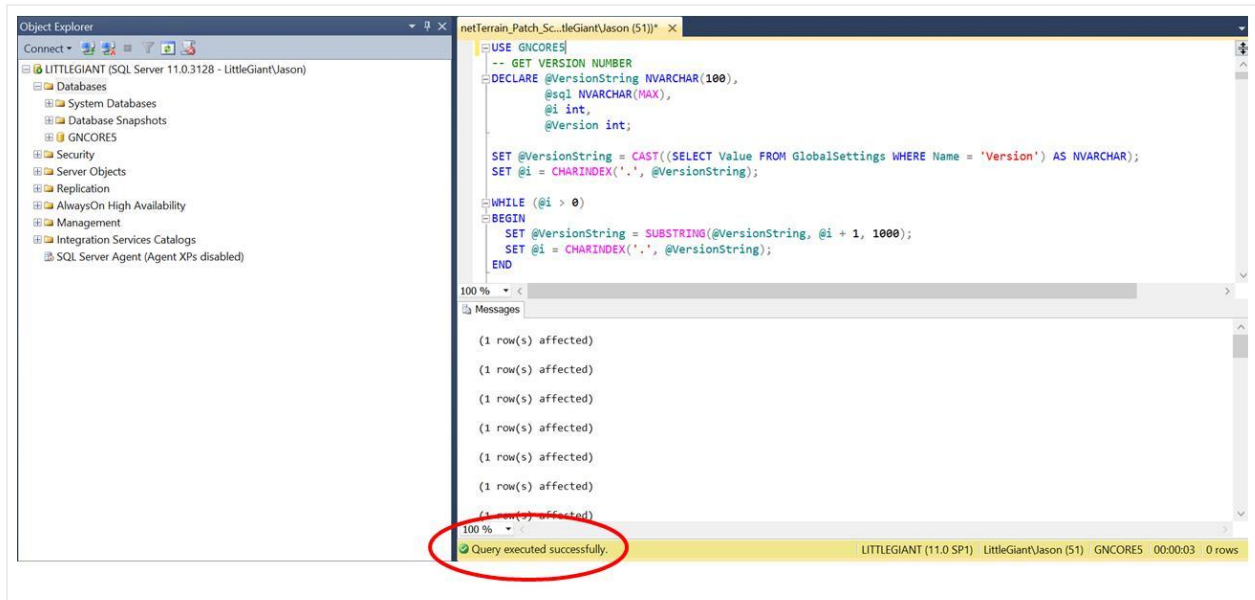 Object Explorer
Connect
LITTLEGIANT (SQL Server 11.0.3128 - LittleGiant\Jason)
Databases
System Databases
Database Snapshots
GNCORE5
Security
Server Objects
Replication
AlwaysOn High Availability
Management
Integration Services Catalogs
SQL Server Agent (Agent XPs disabled)
netTerrain_Patch_Sc...ttleGiant\Jason (51))*
USE GNCORE5
-- GET VERSION NUMBER
DECLARE @VersionString NVARCHAR(100),
@sql NVARCHAR(MAX),
@i int,
@Version int;
SET @VersionString = CAST((SELECT Value FROM GlobalSettings WHERE Name = 'Version') AS NVARCHAR);
SET @i = CHARINDEX('.', @VersionString);
WHILE (@i > 0)
BEGIN
SET @VersionString = SUBSTRING(@VersionString, @i + 1, 1000);
SET @i = CHARINDEX('.', @VersionString);
END
100 %
Messages
(1 row(s) affected)
(1 row(s) affected)
(1 row(s) affected)
(1 row(s) affected)
(1 row(s) affected)
(1 row(s) affected)
(1 row(s) affected)
100 %
Query executed successfully.
LITTLEGIANT (11.0 SP1) LittleGiant\Jason (51) GNCORE5 00:00:03 0 rows